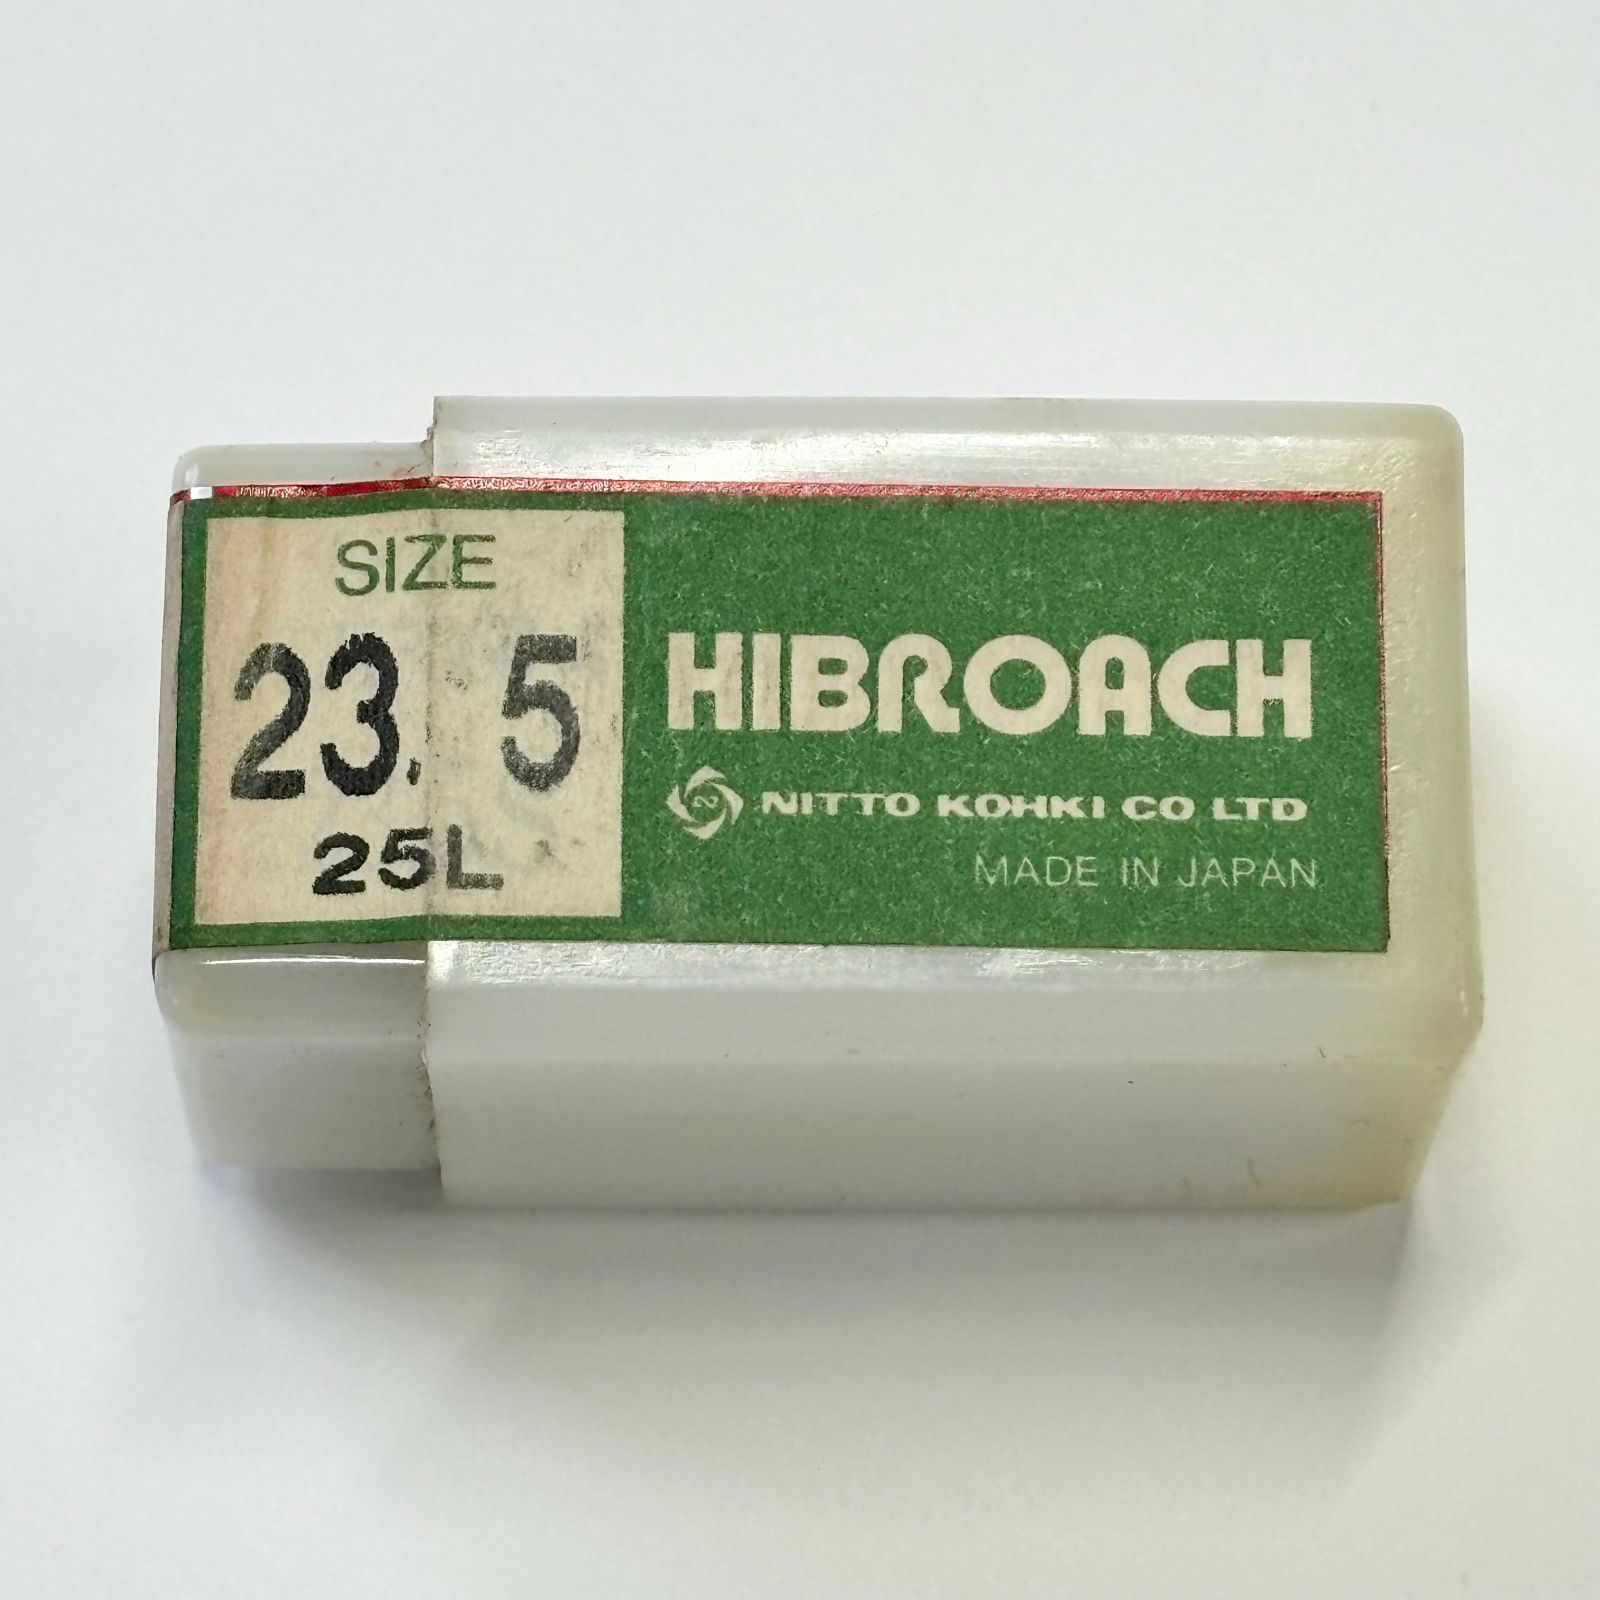 SIZE
23.5
25L
HIBROACH
NITTO KOHKI CO LTD
MADE IN JAPAN